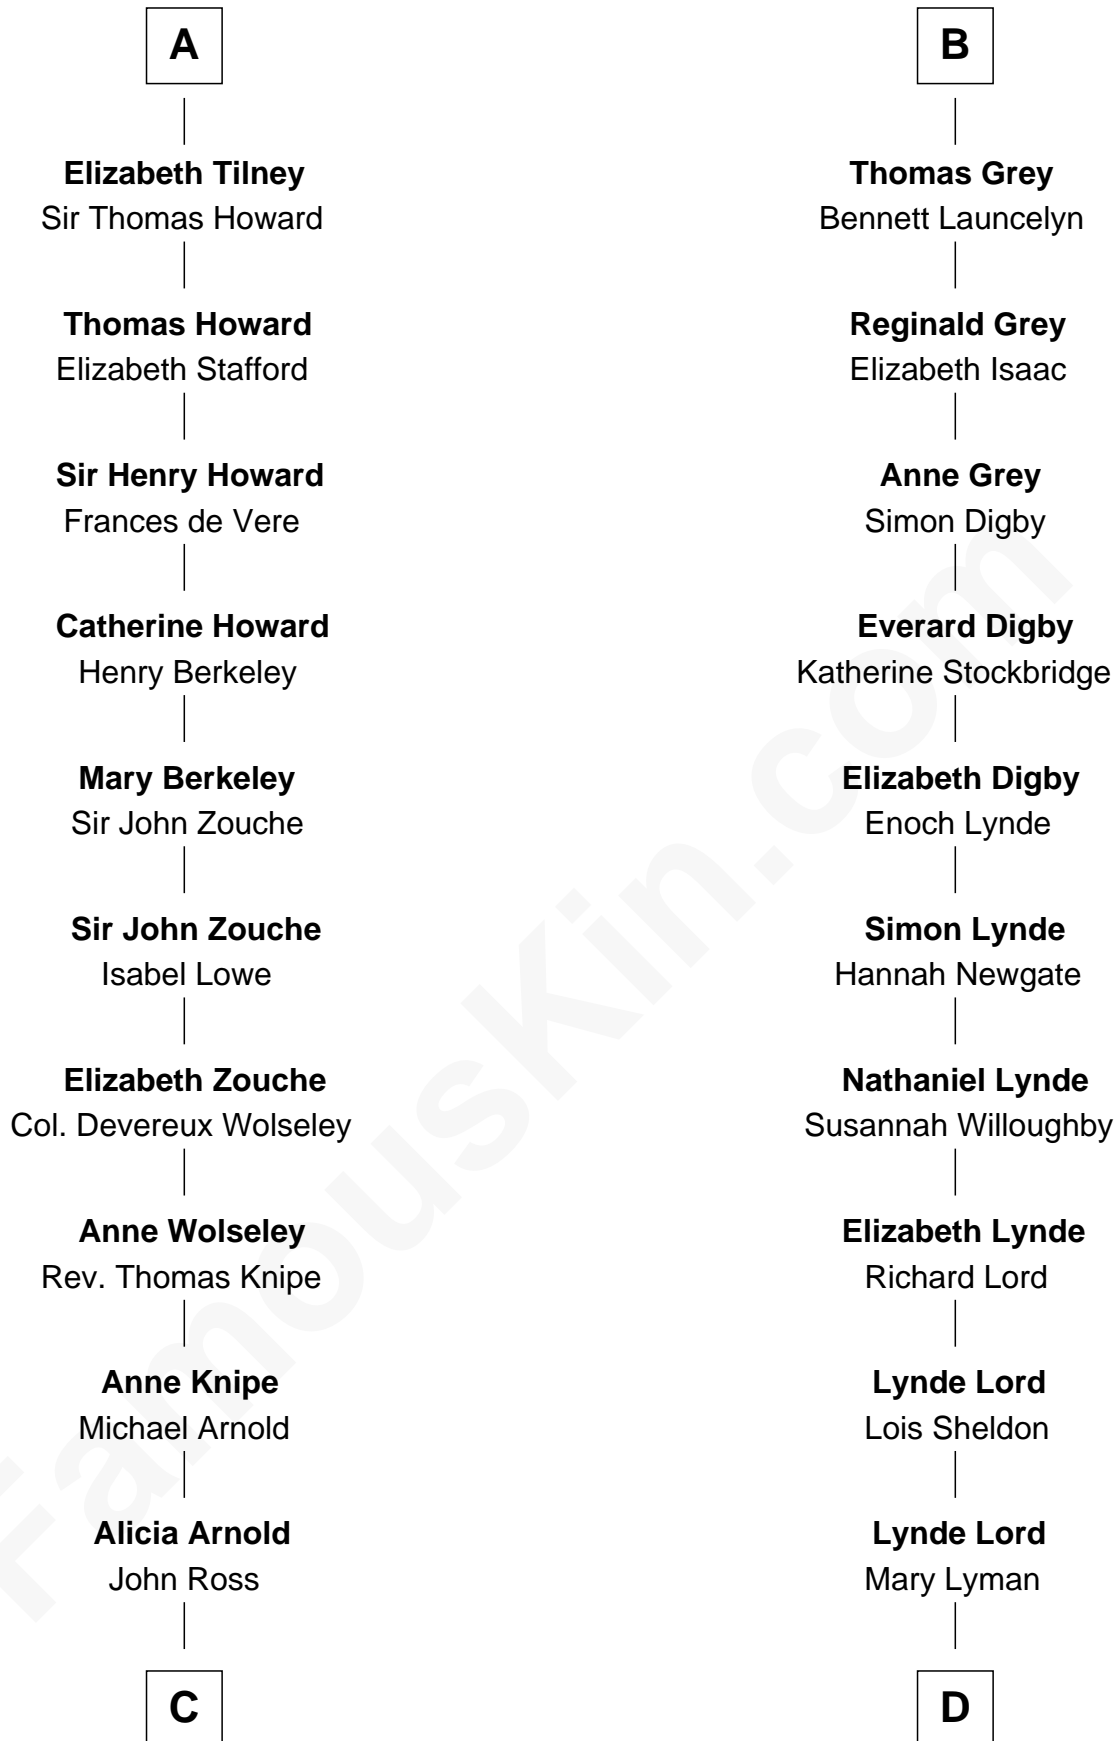 A
Elizabeth Tilney
Sir Thomas Howard
Thomas Howard
Elizabeth Stafford
Sir Henry Howard
Frances de Vere
Catherine Howard
Henry Berkeley
Mary Berkeley
Sir John Zouche
Sir John Zouche
Isabel Lowe
Elizabeth Zouche
Col. Devereux Wolseley
Anne Wolseley
Rev. Thomas Knipe
Anne Knipe
Michael Arnold
Alicia Arnold
John Ross
C
B
Thomas Grey
Bennett Launcelyn
Reginald Grey
Elizabeth Isaac
Anne Grey
Simon Digby
Everard Digby
Katherine Stockbridge
Elizabeth Digby
Enoch Lynde
Simon Lynde
Hannah Newgate
Nathaniel Lynde
Susannah Willoughby
Elizabeth Lynde
Richard Lord
Lynde Lord
Lois Sheldon
Lynde Lord
Mary Lyman
D
FamousKin.com